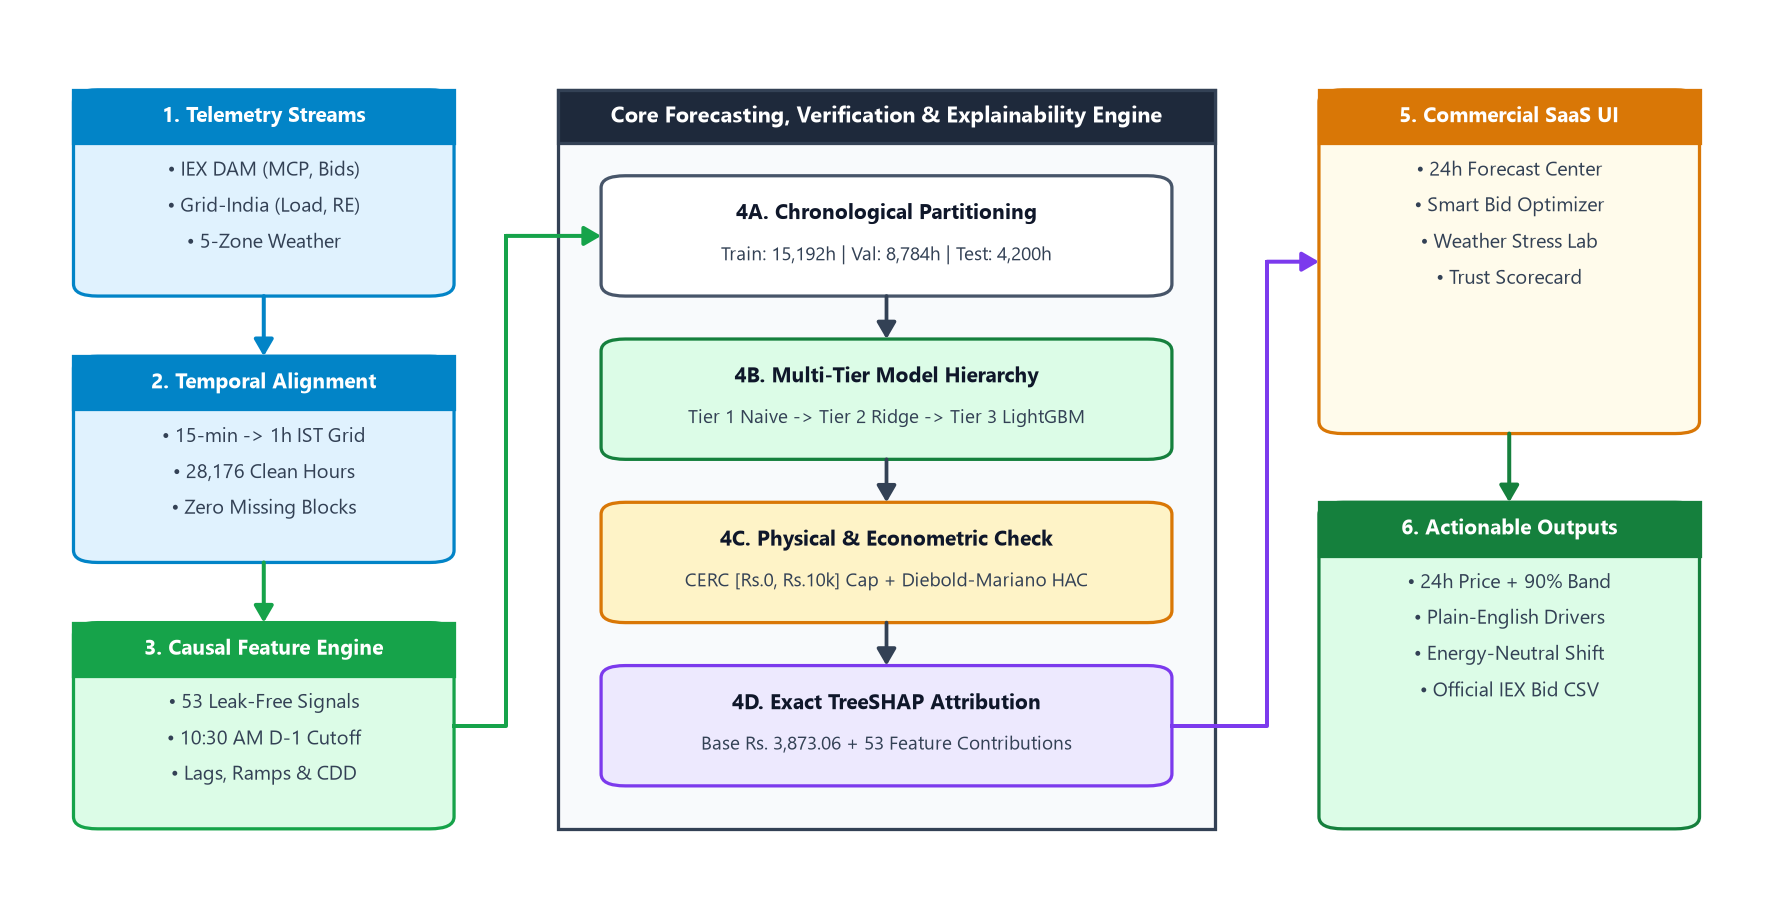 1. Telemetry Streams
• IEX DAM (MCP, Bids)
• Grid-India (Load, RE)
• 5-Zone Weather
2. Temporal Alignment
• 15-min -> 1h IST Grid
• 28,176 Clean Hours
• Zero Missing Blocks
3. Causal Feature Engine
• 53 Leak-Free Signals
• 10:30 AM D-1 Cutoff
• Lags, Ramps & CDD
Core Forecasting, Verification & Explainability Engine
4A. Chronological Partitioning
Train: 15,192h | Val: 8,784h | Test: 4,200h
4B. Multi-Tier Model Hierarchy
Tier 1 Naive -> Tier 2 Ridge -> Tier 3 LightGBM
4C. Physical & Econometric Check
CERC [Rs.0, Rs.10k] Cap + Diebold-Mariano HAC
4D. Exact TreeSHAP Attribution
Base Rs. 3,873.06 + 53 Feature Contributions
5. Commercial SaaS UI
• 24h Forecast Center
• Smart Bid Optimizer
• Weather Stress Lab
• Trust Scorecard
6. Actionable Outputs
• 24h Price + 90% Band
• Plain-English Drivers
• Energy-Neutral Shift
• Official IEX Bid CSV